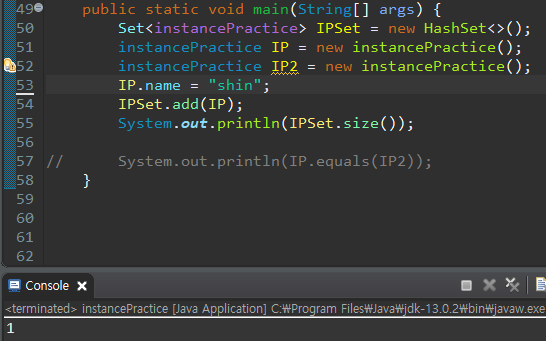 49 public static void main(String[] args) {
50 Set<instancePractice> IPSet = new HashSet<>();
51 instancePractice IP = new instancePractice();
52 instancePractice IP2 = new instancePractice();
53 IP.name = "shin";
54 IPSet.add(IP);
55 System.out.println(IPSet.size());
56
57 // System.out.println(IP.equals(IP2));
58 }
59
60
61
62
Console
<terminated> instancePractice [Java Application] C:₩Program Files₩Java₩jdk-13.0.2₩bin₩javaw.exe
1